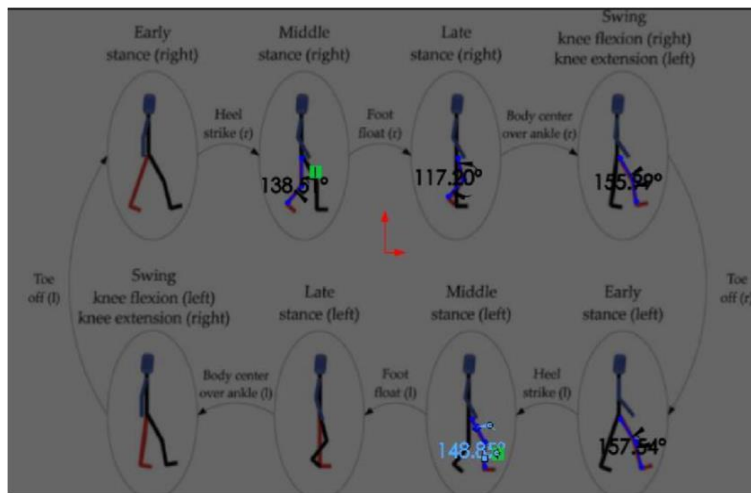 Early
stance (right)
Middle
stance (right)
Late
stance (right)
Swing
knee flexion (right)
knee extension (left)
Heel
strike (r)
Foot
float (r)
Body center
over ankle (r)
138.51°
117.20°
155.99°
Toe
off (l)
Swing
knee flexion (left)
knee extension (right)
Late
stance (left)
Middle
stance (left)
Early
stance (left)
Toe
off (r)
Body center
over ankle (l)
Foot
float (l)
Heel
strike (l)
148.85°
157.54°